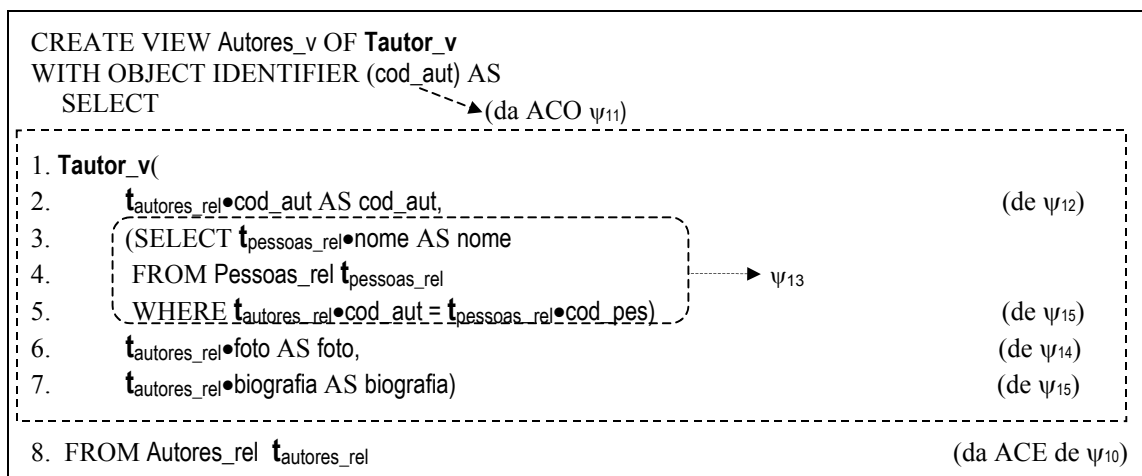 CREATE VIEW Autores_v OF Tautor_v
WITH OBJECT IDENTIFIER (cod_aut) AS
SELECT (da ACO ψ11)
1. Tautor_v(
2. tautores_rel•cod_aut AS cod_aut, (de ψ12)
3. (SELECT tpessoas_rel•nome AS nome
4. FROM Pessoas_rel tpessoas_rel ψ13
5. WHERE tautores_rel•cod_aut = tpessoas_rel•cod_pes) (de ψ15)
6. tautores_rel•foto AS foto, (de ψ14)
7. tautores_rel•biografia AS biografia) (de ψ15)
8. FROM Autores_rel tautores_rel (da ACE de ψ10)